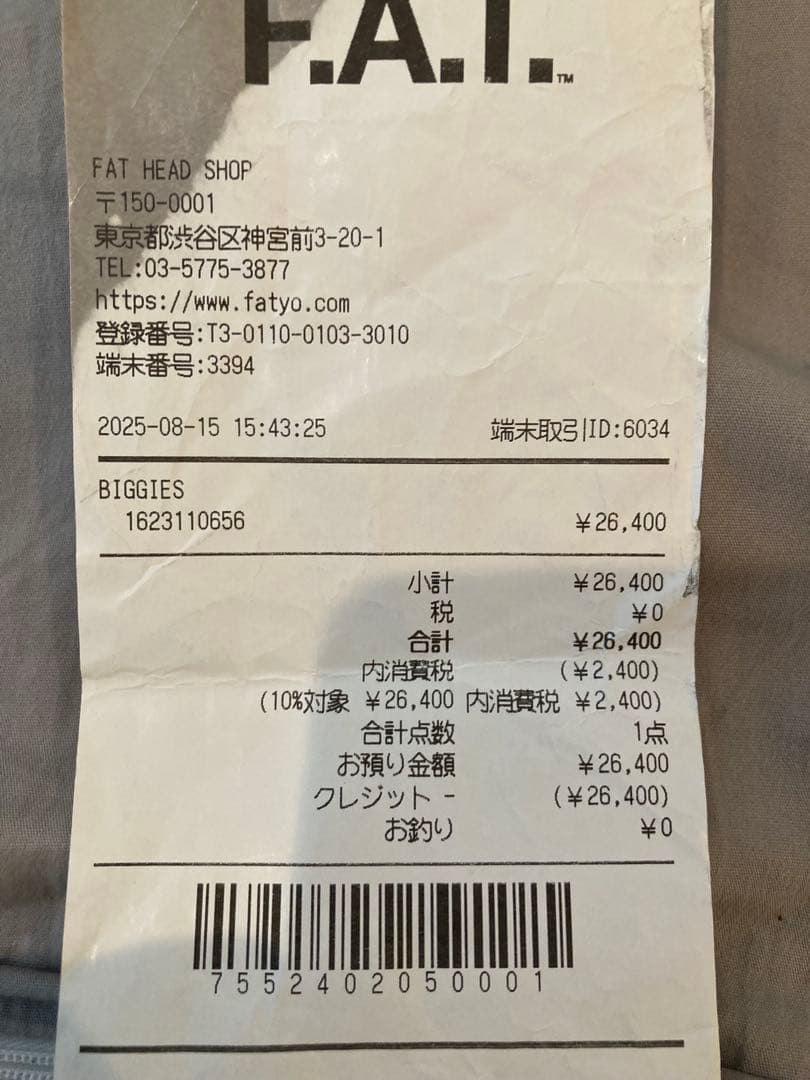 F.A.T.™
FAT HEAD SHOP
〒150-0001
東京都渋谷区神宮前3-20-1
TEL:03-5775-3877
https://www.fatyo.com
登録番号:T3-0110-0103-3010
端末番号:3394
2025-08-15 15:43:25 端末取引ID:6034
BIGGIES
1623110656 ¥26,400
小計 ¥26,400
税 ¥0
合計 ¥26,400
内消費税 (¥2,400)
(10%対象 ¥26,400 内消費税 ¥2,400)
合計点数 1点
お預り金額 ¥26,400
クレジット - (¥26,400)
お釣り ¥0
7552402050001